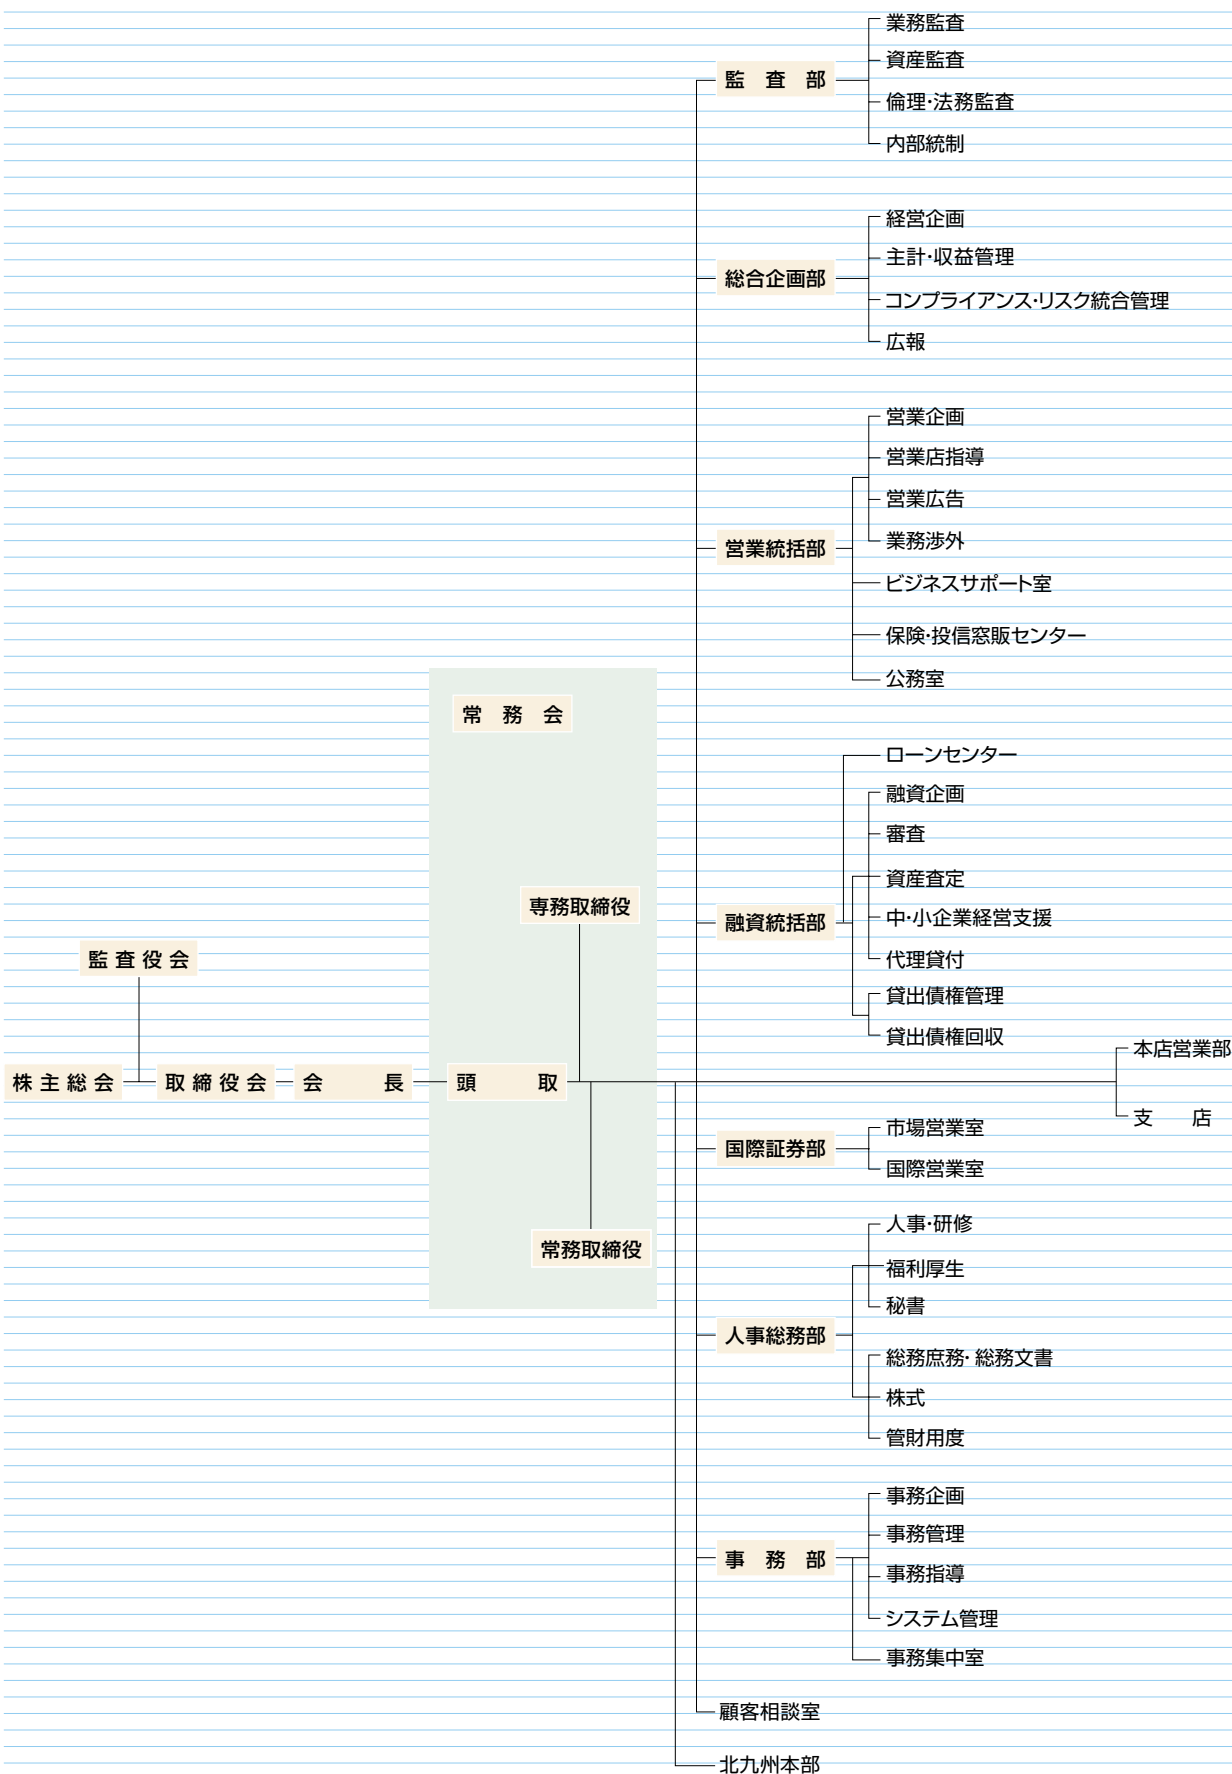 業務監査
資産監査
監査部
倫理・法務監査
内部統制
経営企画
主計・収益管理
総合企画部
コンプライアンス・リスク統合管理
広報
営業企画
営業店指導
営業広告
業務渉外
営業統括部
ビジネスサポート室
保険・投信窓販センター
公務室
常務会
ローンセンター
融資企画
審査
資産査定
専務取締役
融資統括部
中・小企業経営支援
代理貸付
監査役会
貸出債権管理
貸出債権回収
本店営業部
株主総会
取締役会
会長
頭取
支店
市場営業室
国際証券部
国際営業室
人事・研修
常務取締役
福利厚生
秘書
人事総務部
総務庶務・総務文書
株式
管財用度
事務企画
事務管理
事務部
事務指導
システム管理
事務集中室
顧客相談室
北九州本部